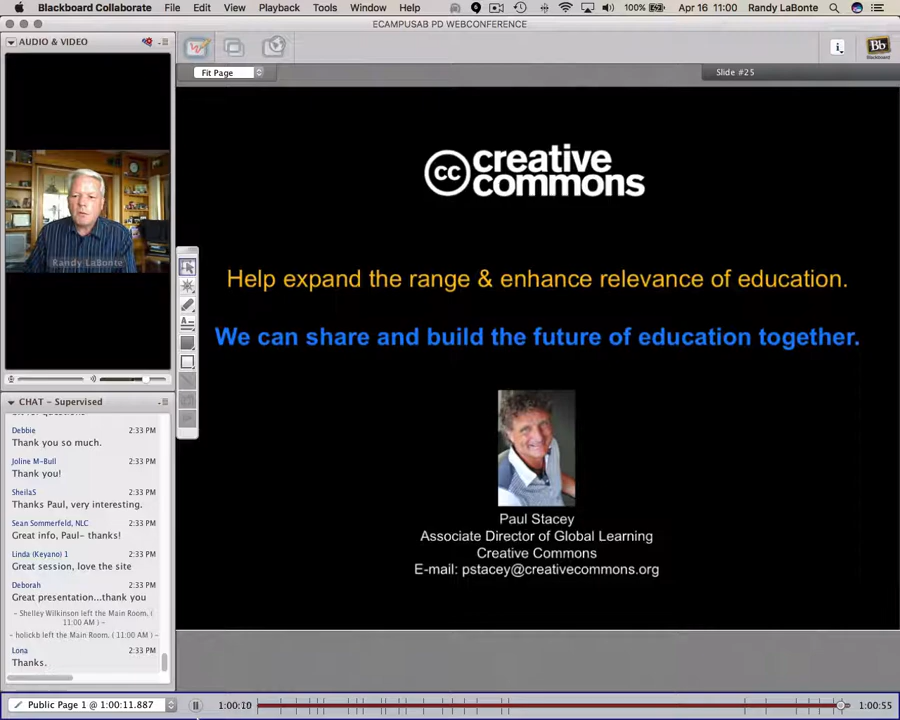 Blackboard Collaborate File Edit View Playback Tools Window Help 100% Apr 16 11:00 Randy LaBonte
ECAMPUSAB PD WEBCONFERENCE
AUDIO & VIDEO
Fit Page
Slide #25
i
Bb
Blackboard
Randy LaBonte
cc creative commons
Help expand the range & enhance relevance of education.
We can share and build the future of education together.
Paul Stacey
Associate Director of Global Learning
Creative Commons
E-mail: pstacey@creativecommons.org
CHAT - Supervised
Debbie 2:33 PM
Thank you so much.
Joline M-Bull 2:33 PM
Thank you!
SheilaS 2:33 PM
Thanks Paul, very interesting.
Sean Sommerfeld, NLC 2:33 PM
Great info, Paul- thanks!
Linda (Keyano) 1 2:33 PM
Great session, love the site
Deborah 2:33 PM
Great presentation...thank you
- Shelley Wilkinson left the Main Room. (
11:00 AM ) -
- holickb left the Main Room. ( 11:00 AM ) -
Lona 2:33 PM
Thanks.
Public Page 1 @ 1:00:11.887
1:00:10
1:00:55